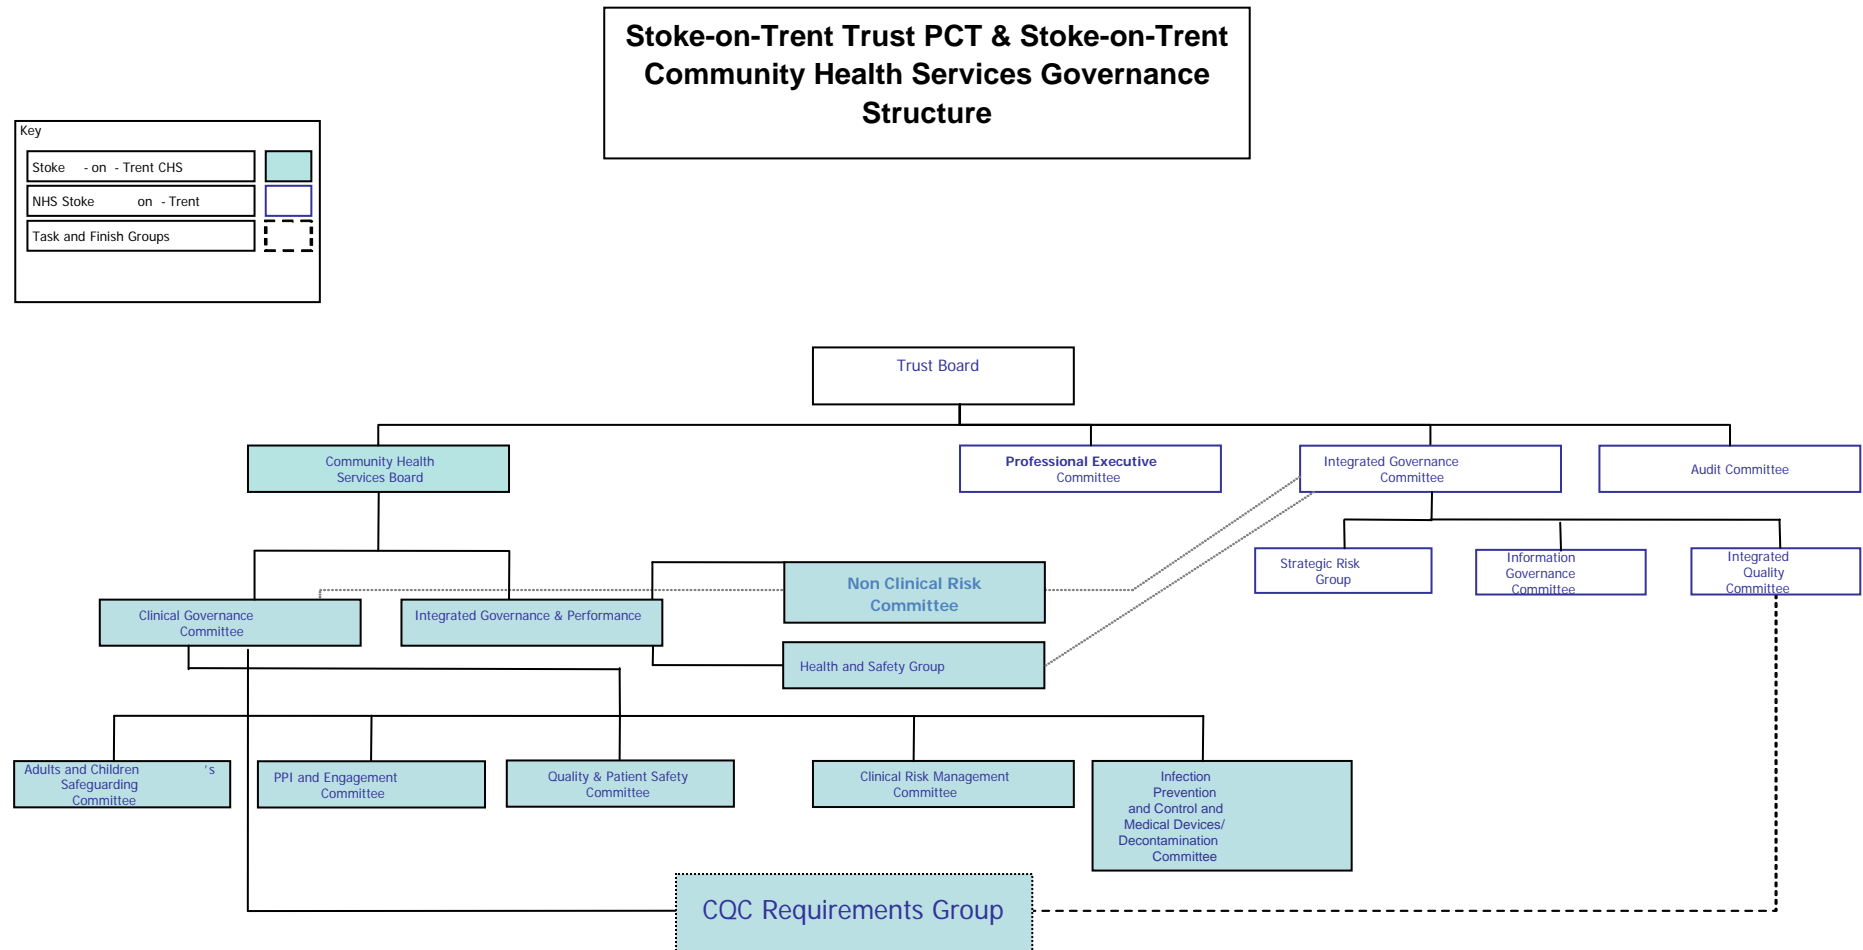 Stoke-on-Trent Trust PCT & Stoke-on-Trent
Community Health Services Governance
Structure
Key
Stoke - on - Trent CHS
NHS Stoke on - Trent
Task and Finish Groups
Trust Board
Community Health
Services Board
Professional Executive
Committee
Integrated Governance
Committee
Audit Committee
Strategic Risk
Group
Information
Governance
Committee
Integrated
Quality
Committee
Non Clinical Risk
Committee
Clinical Governance
Committee
Integrated Governance & Performance
Health and Safety Group
Adults and Children 's
Safeguarding
Committee
PPI and Engagement
Committee
Quality & Patient Safety
Committee
Clinical Risk Management
Committee
Infection
Prevention
and Control and
Medical Devices/
Decontamination
Committee
CQC Requirements Group